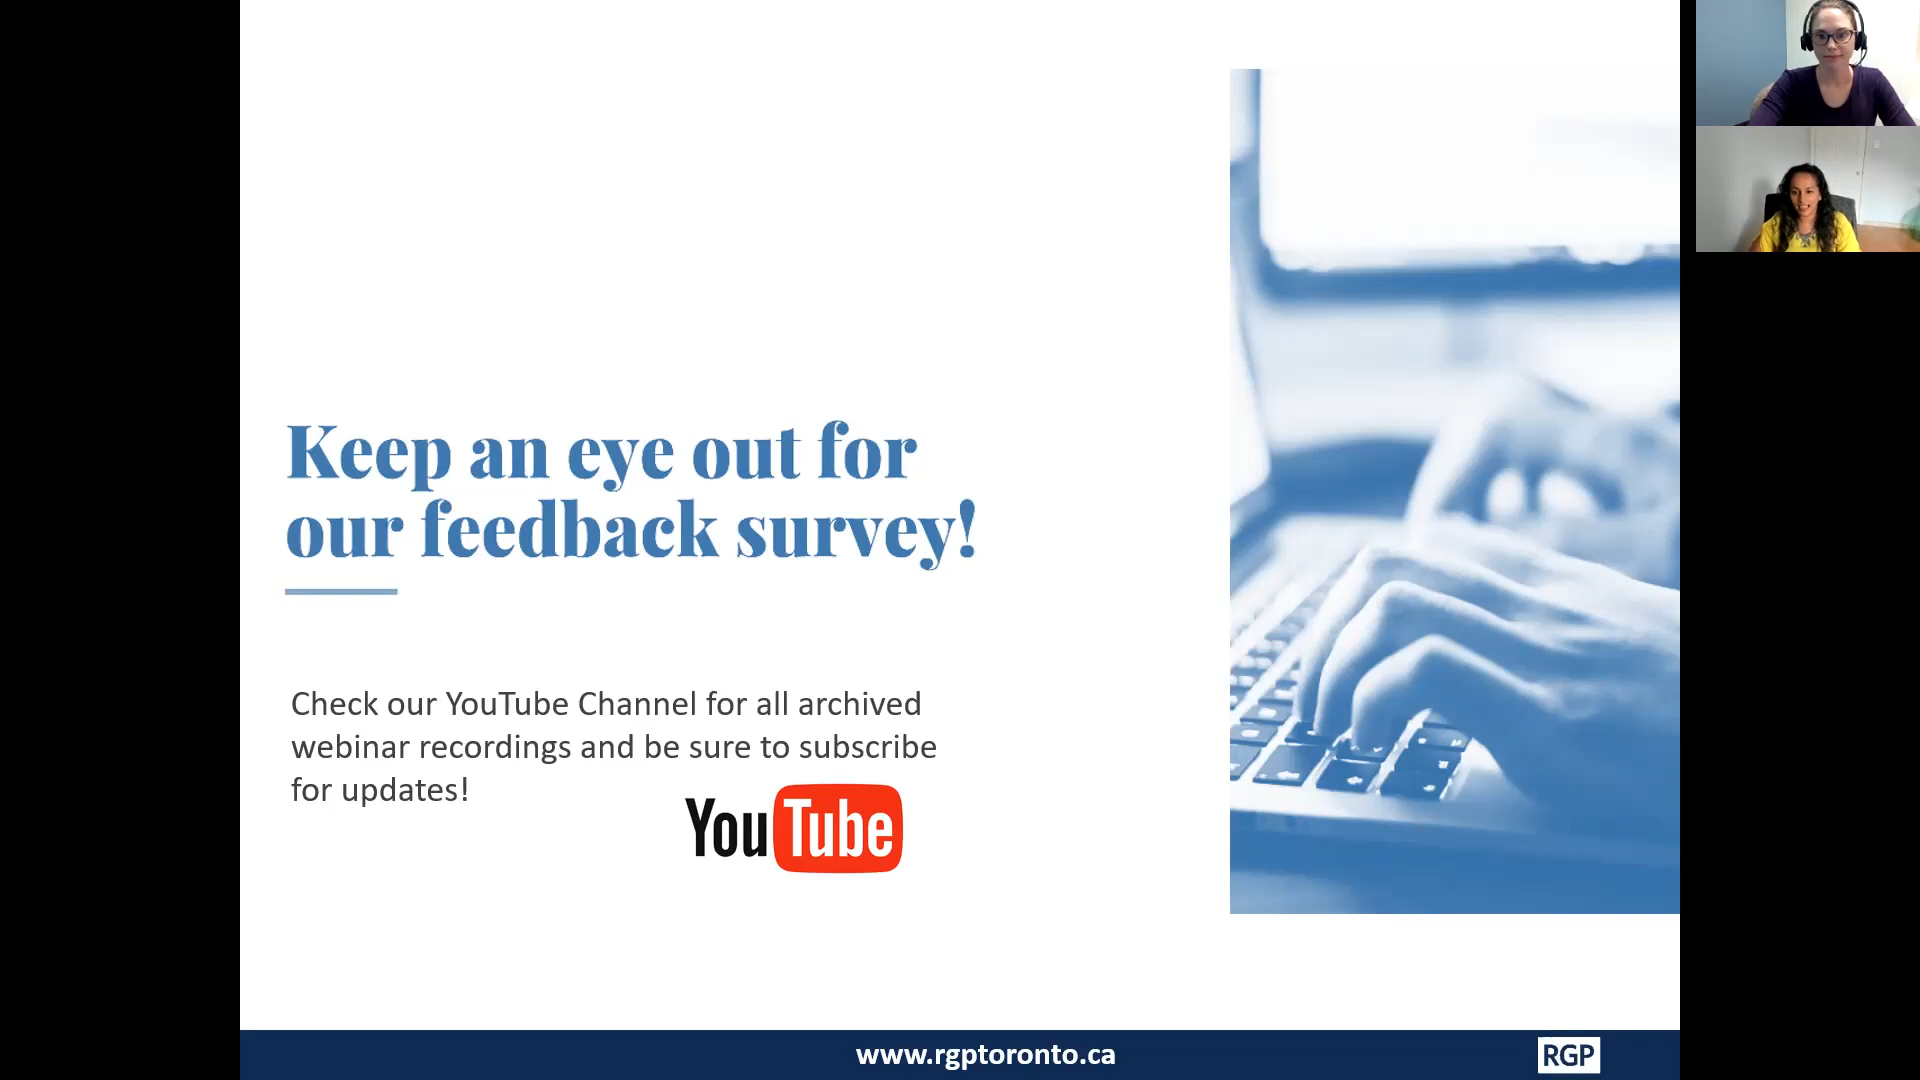 Keep an eye out for
our feedback survey!
Check our YouTube Channel for all archived
webinar recordings and be sure to subscribe
for updates!
YouTube
www.rgptoronto.ca
RGP